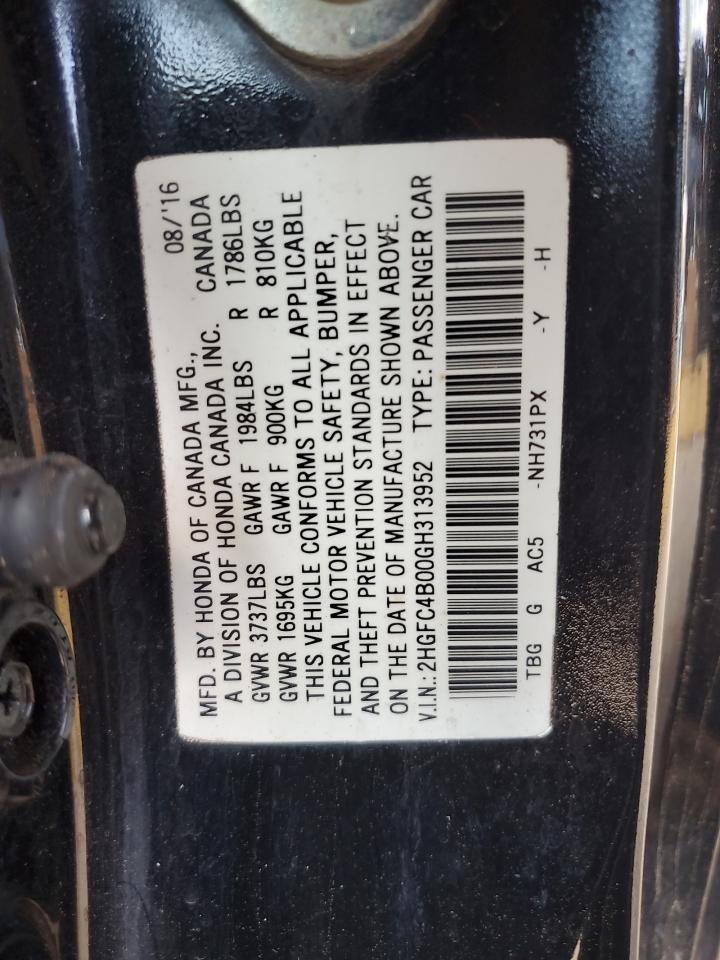 08/'16
MFD. BY HONDA OF CANADA MFG.,
A DIVISION OF HONDA CANADA INC. CANADA
GVWR 3737LBS GAWR F 1984LBS R 1786LBS
GVWR 1695KG GAWR F 900KG R 810KG
THIS VEHICLE CONFORMS TO ALL APPLICABLE
FEDERAL MOTOR VEHICLE SAFETY, BUMPER,
AND THEFT PREVENTION STANDARDS IN EFFECT
ON THE DATE OF MANUFACTURE SHOWN ABOVE.
V.I.N.: 2HGFC4B00GH313952 TYPE: PASSENGER CAR
TBG G AC5 -NH731PX -Y -H